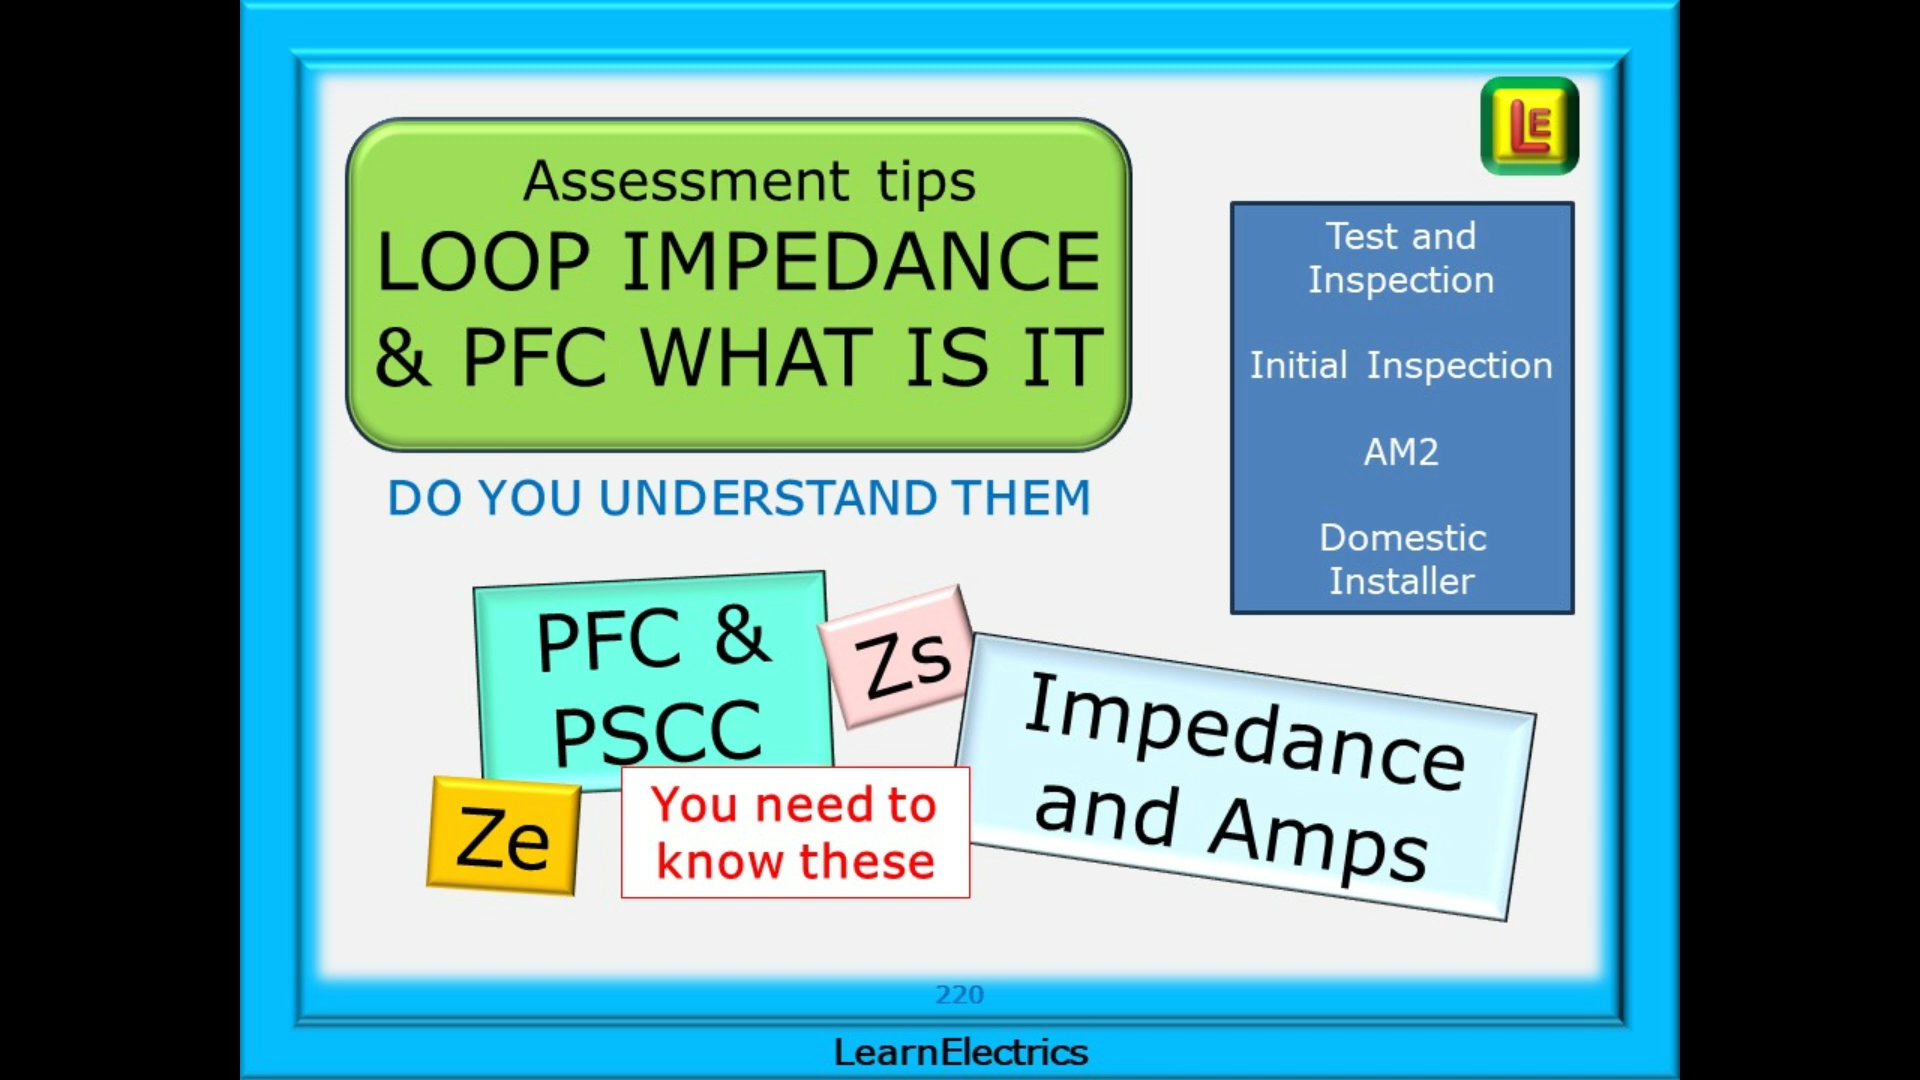 LE
Assessment tips
LOOP IMPEDANCE
& PFC WHAT IS IT
DO YOU UNDERSTAND THEM
Test and
Inspection
Initial Inspection
AM2
Domestic
Installer
PFC &
PSCC
Zs
Impedance
and Amps
Ze
You need to
know these
220
LearnElectrics